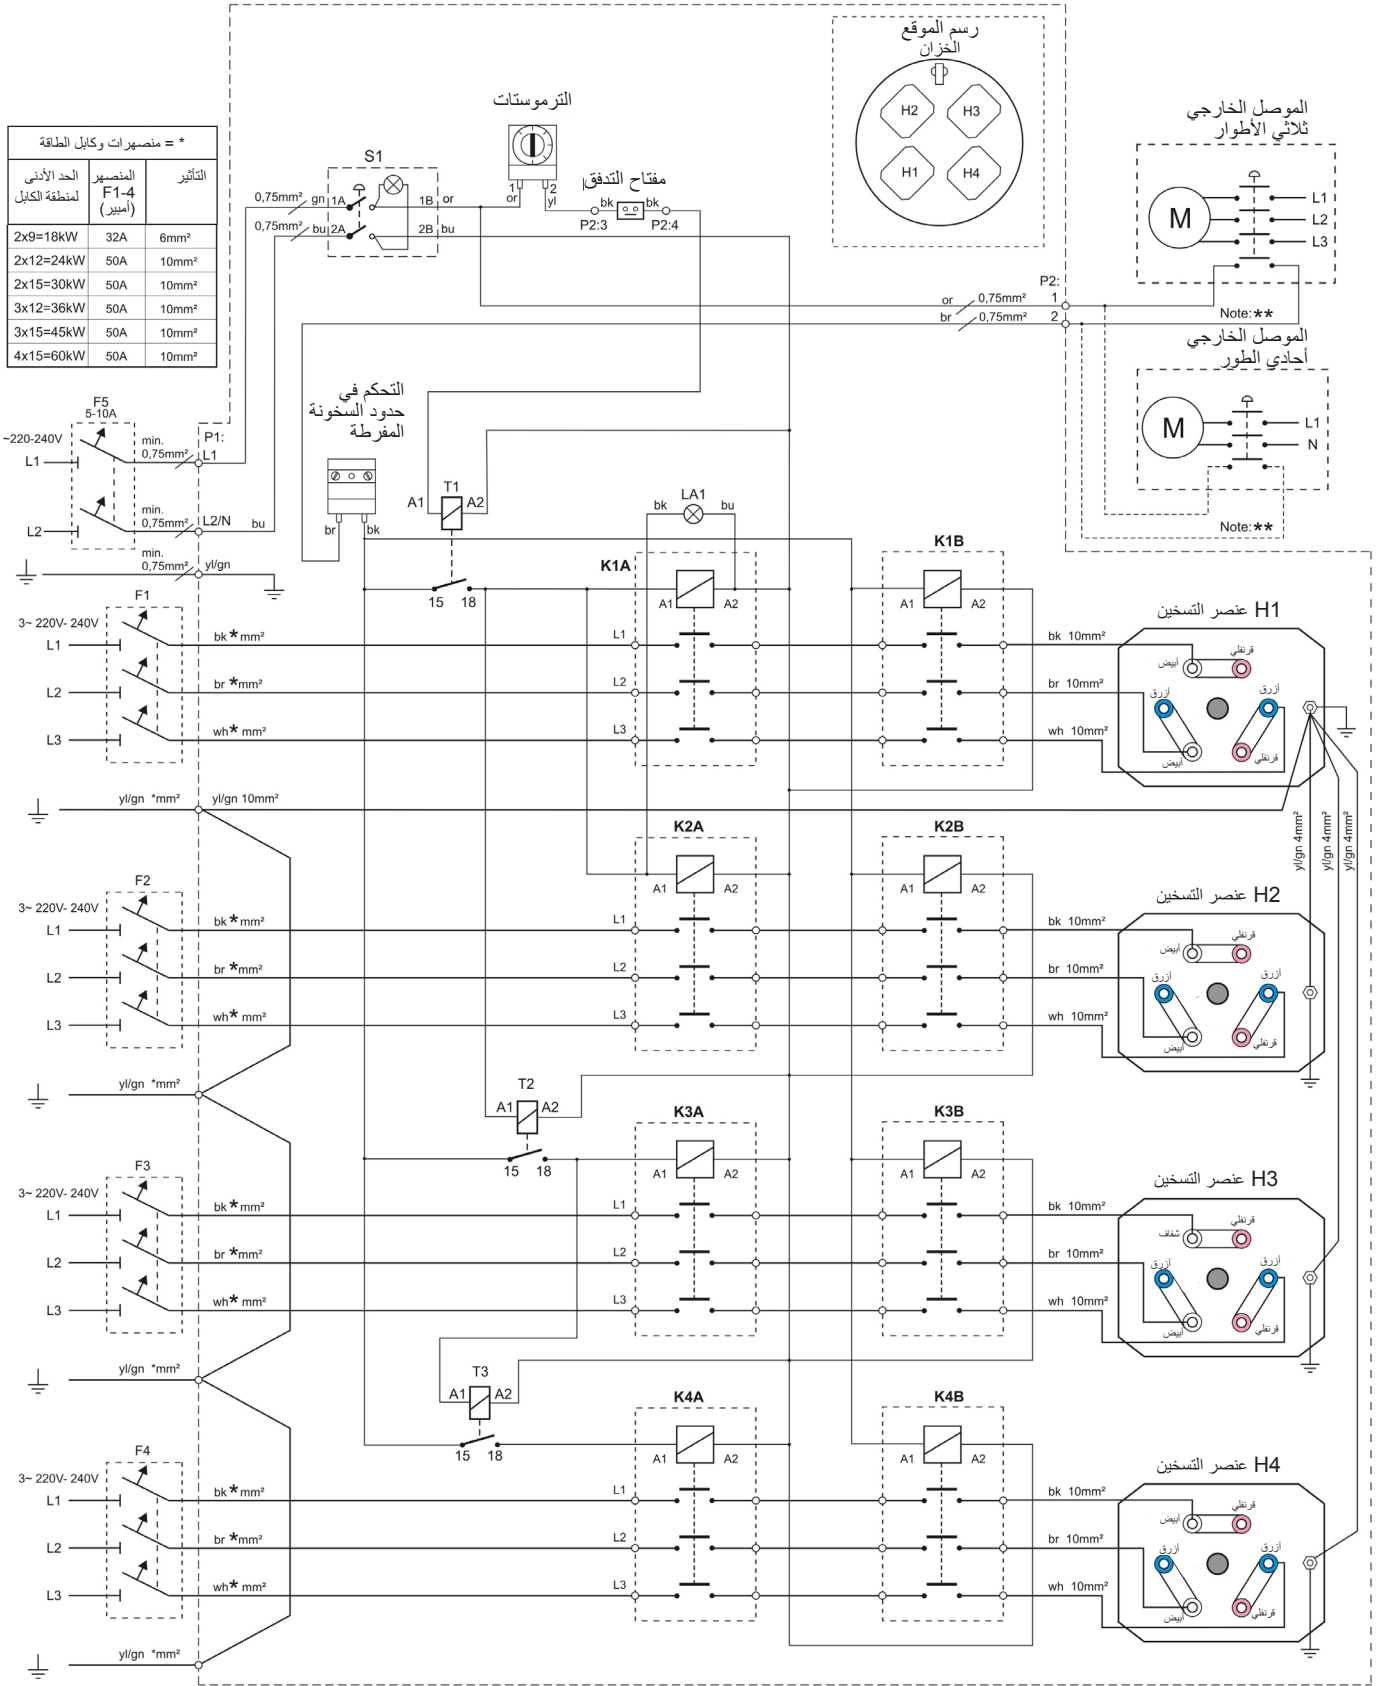 رسم الموقع
الخزان
H2
H3
H1
H4
الترموستات
الموصل الخارجي
ثلاثي الأطوار
M
L1
L2
L3
* = منصهرات وكابل الطاقة
التأثير
المنصهر
F1-4
(أمبير)
الحد الأدنى
لمنطقة الكابل
2x9=18kW 32A 6mm²
2x12=24kW 50A 10mm²
2x15=30kW 50A 10mm²
3x12=36kW 50A 10mm²
3x15=45kW 50A 10mm²
4x15=60kW 50A 10mm²
S1
0,75mm² gn 1A 1B or
0,75mm² bu 2A 2B bu
1 2
or yl
مفتاح التدفق
bk bk
P2:3 P2:4
P2:
or 0,75mm² 1
br 0,75mm² 2
Note:**
الموصل الخارجي
أحادي الطور
M
L1
N
Note:**
التحكم في
حدود السخونة
المفرطة
br bk
F5
5-10A
~220-240V
L1
min.
0,75mm²
P1:
L1
L2
min.
0,75mm²
L2/N
bu
min.
0,75mm²
yl/gn
T1
A1 A2
15 18
LA1
bk bu
K1A
A1 A2
K1B
A1 A2
F1
3~ 220V- 240V
L1 bk*mm² L1 bk 10mm²
L2 br *mm² L2 br 10mm²
L3 wh* mm² L3 wh 10mm²
عنصر التسخين H1
أبيض قرنفلي
أزرق أزرق
أبيض قرنفلي
yl/gn *mm² yl/gn 10mm²
yl/gn 4mm²
yl/gn 4mm²
yl/gn 4mm²
K2A
A1 A2
K2B
A1 A2
F2
3~ 220V- 240V
L1 bk*mm² L1 bk 10mm²
L2 br *mm² L2 br 10mm²
L3 wh* mm² L3 wh 10mm²
عنصر التسخين H2
أبيض قرنفلي
أزرق أزرق
أبيض قرنفلي
yl/gn *mm²
T2
A1 A2
15 18
K3A
A1 A2
K3B
A1 A2
F3
3~ 220V- 240V
L1 bk*mm² L1 bk 10mm²
L2 br *mm² L2 br 10mm²
L3 wh* mm² L3 wh 10mm²
عنصر التسخين H3
شفاف قرنفلي
أزرق أزرق
أبيض قرنفلي
yl/gn *mm²
T3
A1 A2
15 18
K4A
A1 A2
K4B
A1 A2
F4
3~ 220V- 240V
L1 bk*mm² L1 bk 10mm²
L2 br *mm² L2 br 10mm²
L3 wh* mm² L3 wh 10mm²
عنصر التسخين H4
أبيض قرنفلي
أزرق أزرق
أبيض قرنفلي
yl/gn *mm²